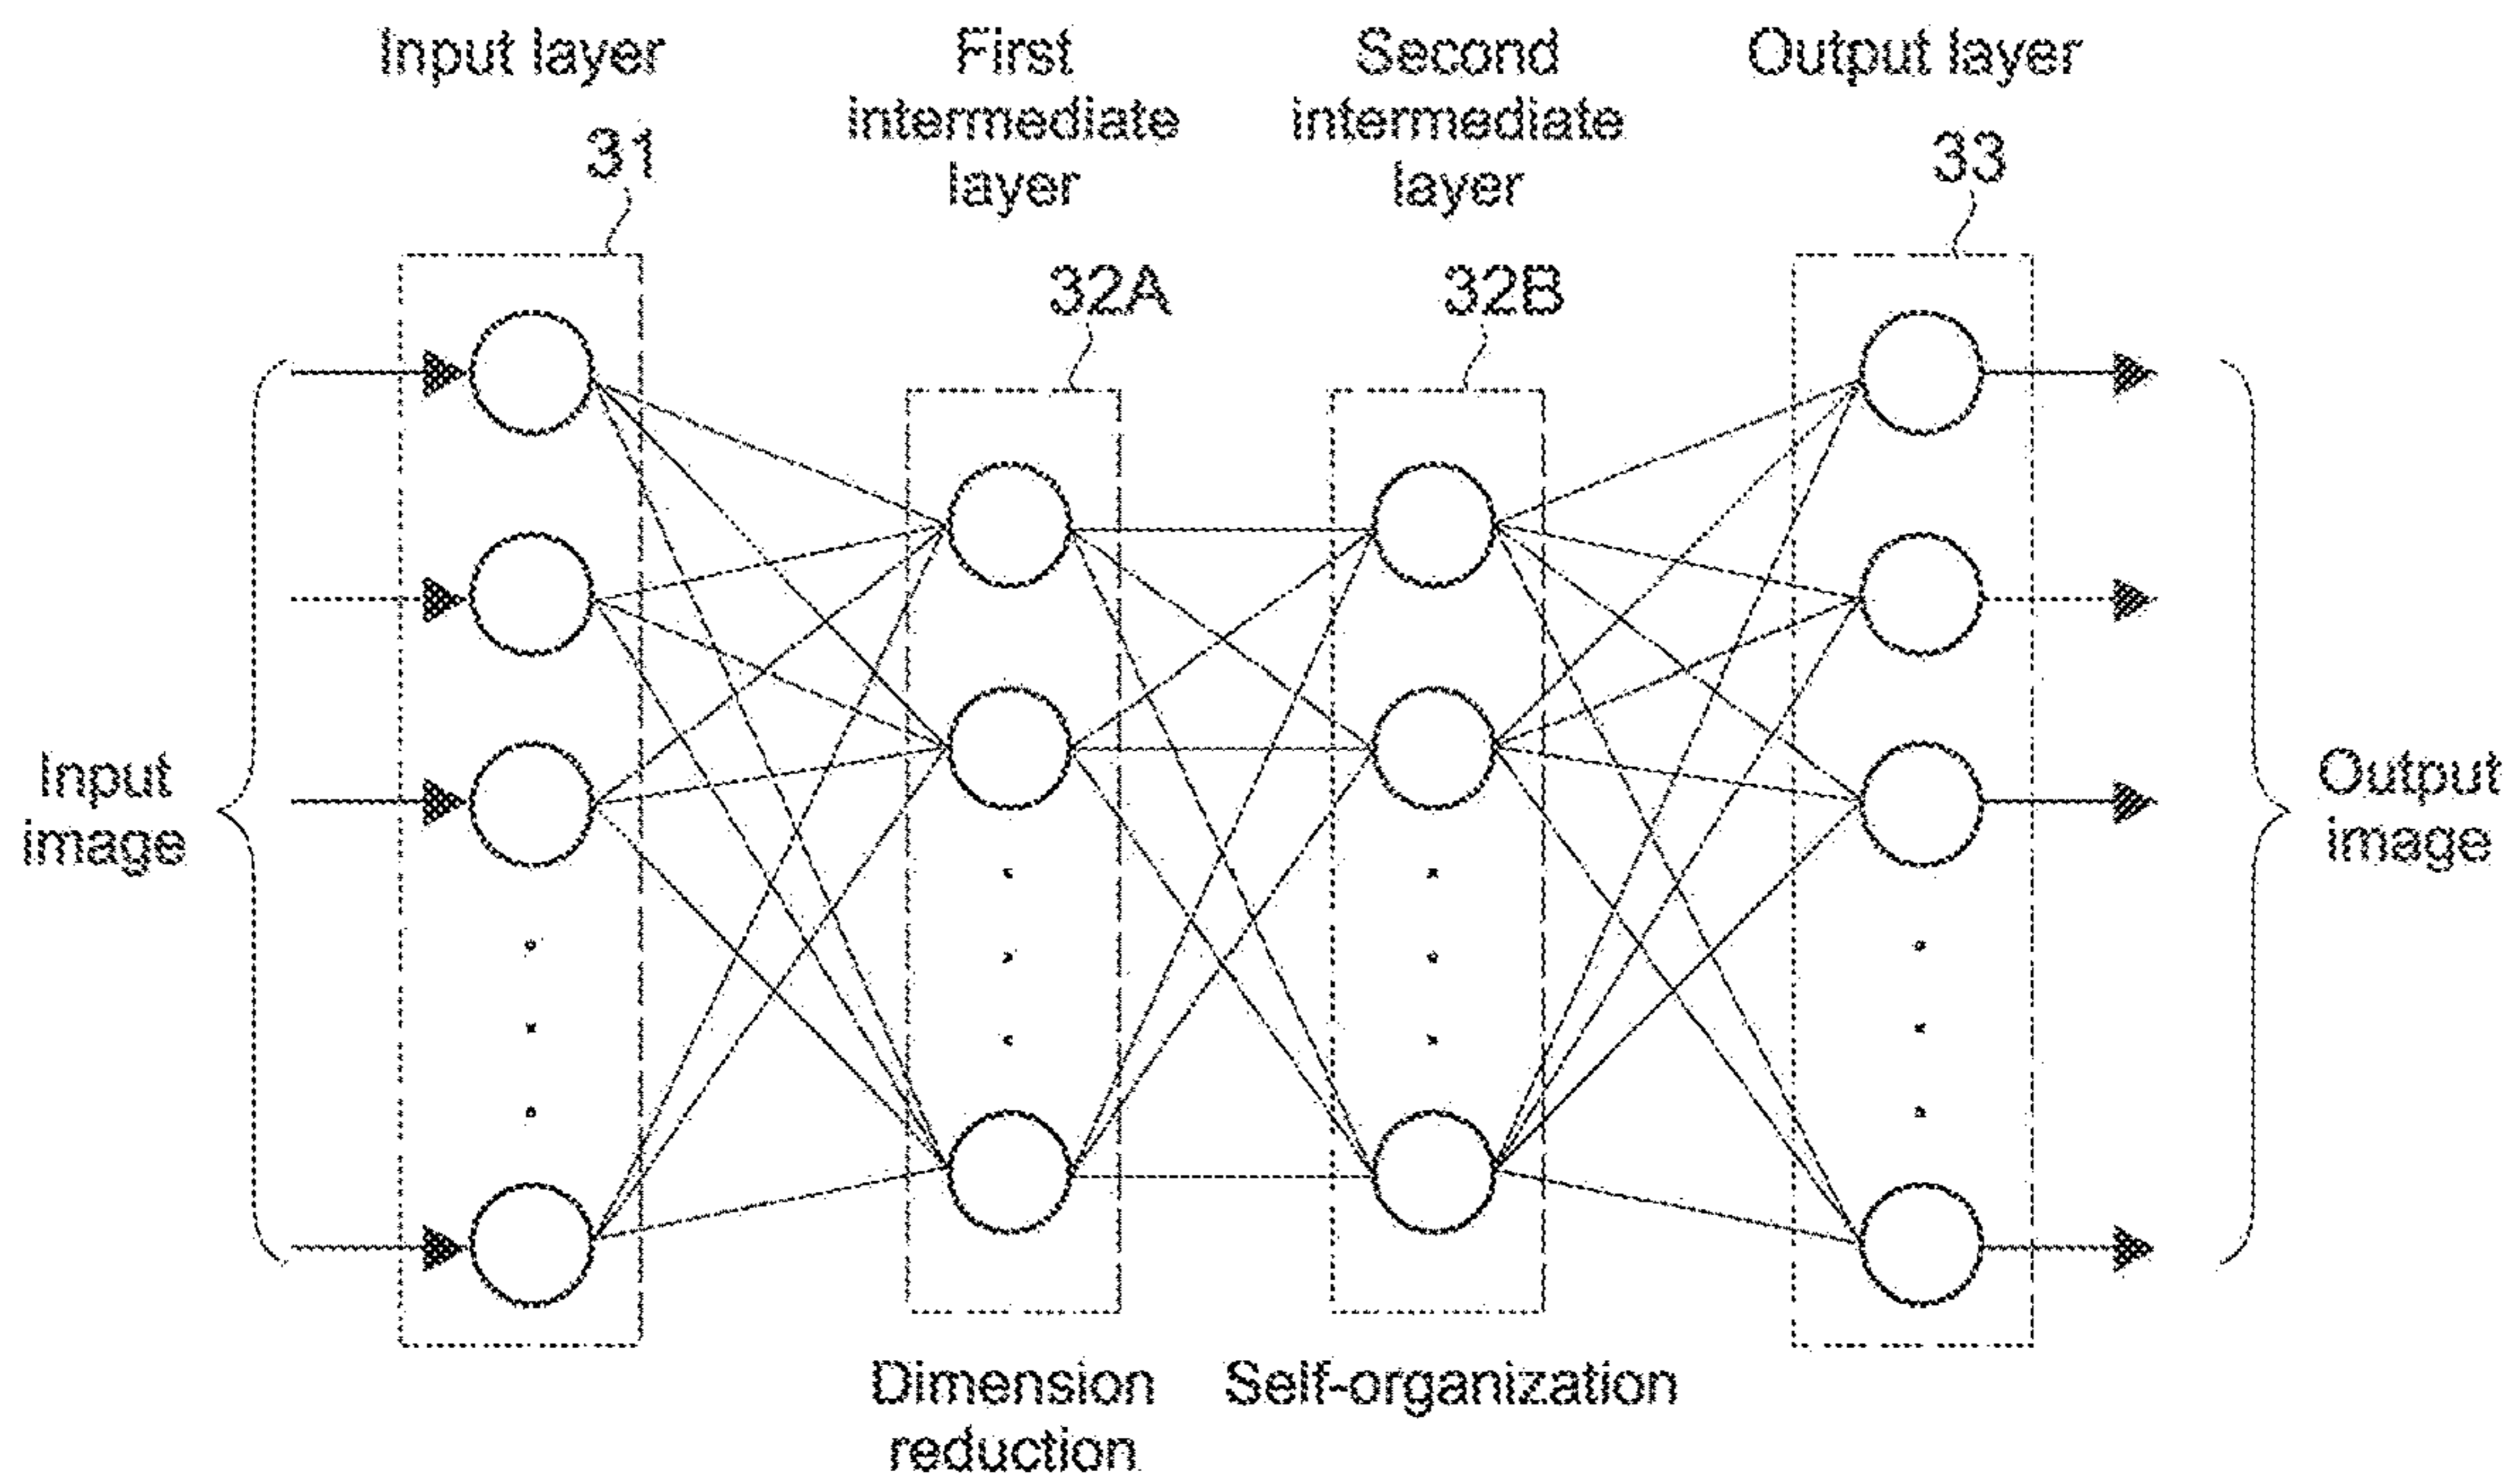 Input layer
31
First
intermediate
layer
32A
Second
intermediate
layer
32B
Output layer
33
Input
image
Output
image
Dimension
reduction
Self-organization